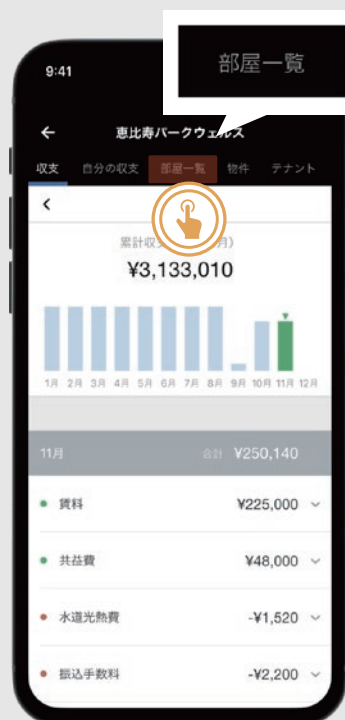 部屋一覧
9:41
恵比寿パークウェルス
収支 自分の収支 部屋一覧 物件 テナント
累計収 月)
¥3,133,010
1月 2月 3月 4月 5月 6月 7月 8月 9月 10月 11月 12月
11月 合計 ¥250,140
賃料 ¥225,000
共益費 ¥48,000
水道光熱費 -¥1,520
振込手数料 -¥2,200